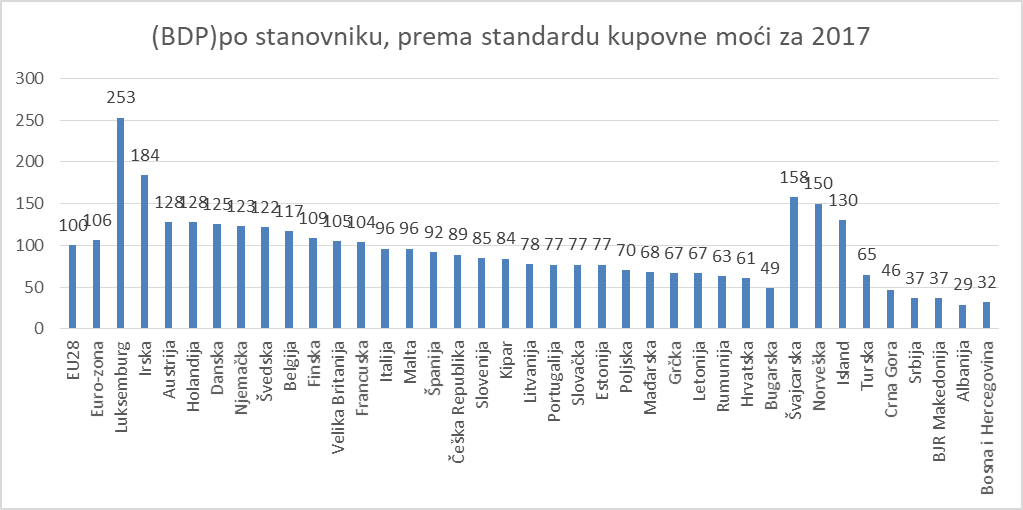 (BDP)po stanovniku, prema standardu kupovne moći za 2017
300
250
200
150
100
50
0
100
106
253
184
128
128
125
123
122
117
109
105
104
96
96
92
89
85
84
78
77
77
77
70
68
67
67
63
61
49
158
150
130
65
46
37
37
29
32
EU28
Euro-zona
Luksemburg
Irska
Austrija
Holandija
Danska
Njemačka
Švedska
Belgija
Finska
Velika Britanija
Francuska
Italija
Malta
Španija
Češka Republika
Slovenija
Kipar
Litvanija
Portugalija
Slovačka
Estonija
Poljska
Mađarska
Grčka
Letonija
Rumunija
Hrvatska
Bugarska
Švajcarska
Norveška
Island
Turska
Crna Gora
Srbija
BJR Makedonija
Albanija
Bosna i Hercegovina